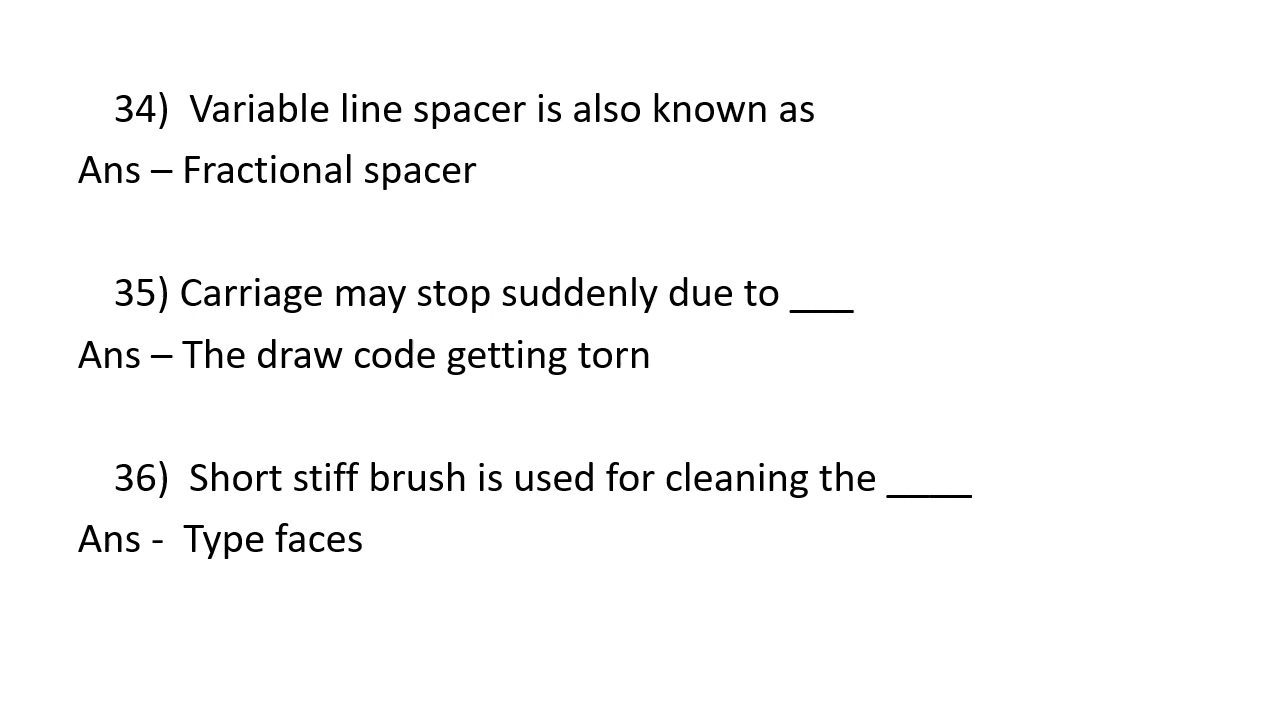 34) Variable line spacer is also known as
Ans – Fractional spacer
35) Carriage may stop suddenly due to ___
Ans – The draw code getting torn
36) Short stiff brush is used for cleaning the ____
Ans - Type faces